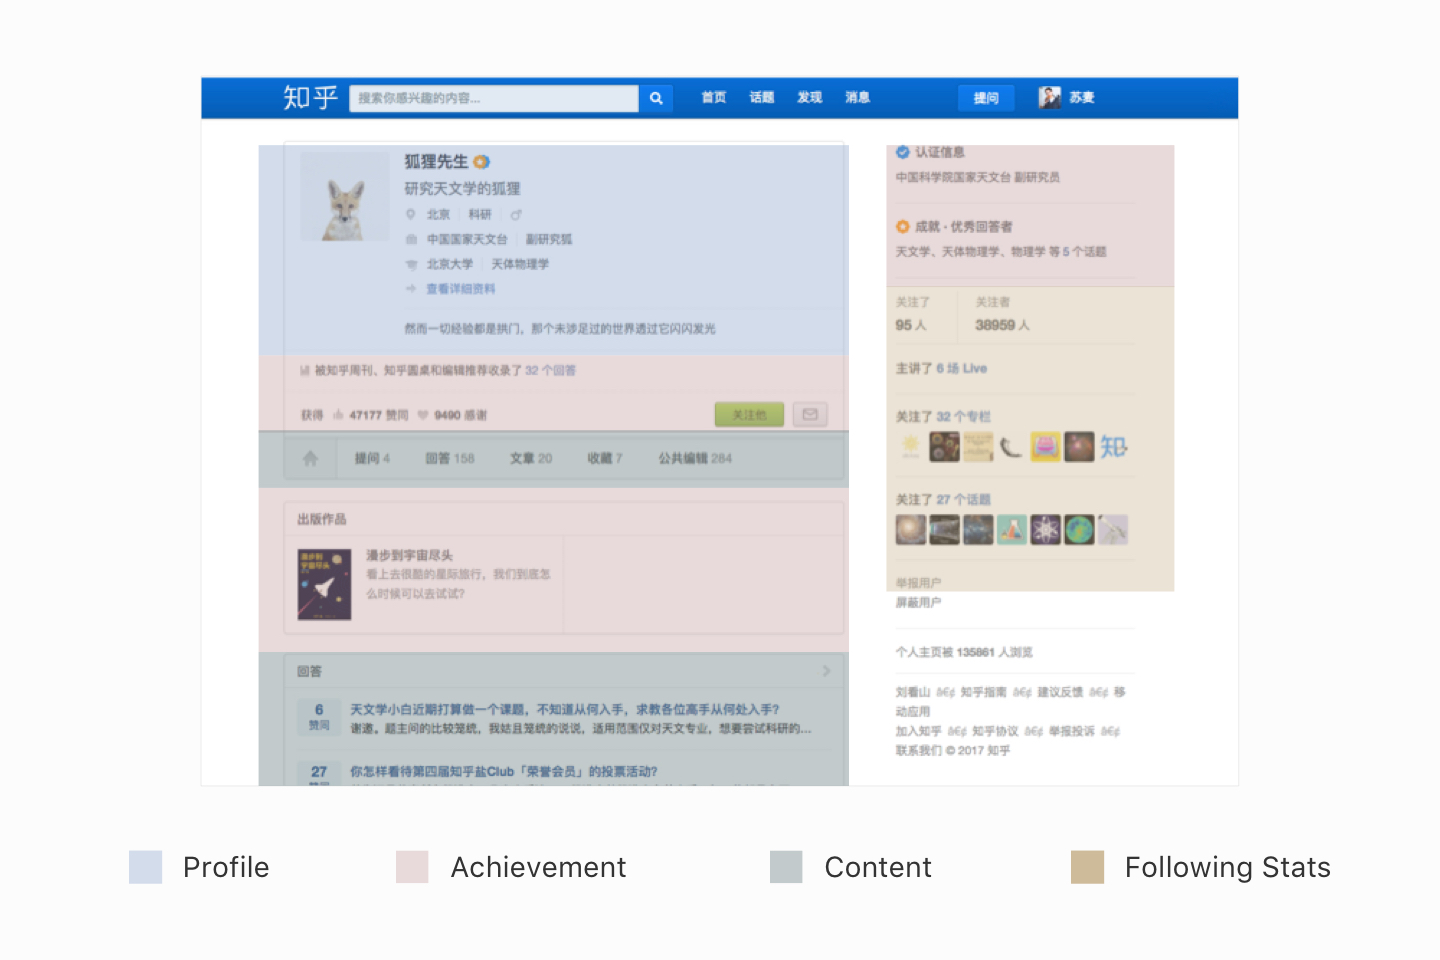 知乎
搜索你感兴趣的内容...
首页 话题 发现 消息
提问
苏麦
狐狸先生
研究天文学的狐狸
北京 科研
中国国家天文台 副研究狐
北京大学 天体物理学
查看详细资料
然而一切经验都是拱门，那个未涉足过的世界透过它闪闪发光
被知乎周刊、知乎圆桌和编辑推荐收录了 32 个回答
获得 47177 赞同 9490 感谢
关注他
提问 4 回答 158 文章 20 收藏 7 公共编辑 284
出版作品
漫步到宇宙尽头
看上去很酷的星际旅行，我们到底怎
么时候可以去试试?
漫步到
宇宙尽头
回答
6
赞同
天文学小白近期打算做一个课题，不知道从何入手，求教各位高手从何处入手?
谢邀。题主问的比较笼统，我姑且笼统的说说，适用范围仅对天文专业，想要尝试科研的...
27
你怎样看待第四届知乎盐Club「荣誉会员」的投票活动?
认证信息
中国科学院国家天文台 副研究员
成就 · 优秀回答者
天文学、天体物理学、物理学 等 5 个话题
关注了 关注者
95 人 38959 人
主讲了 6 场 Live
关注了 32 个专栏
知
关注了 27 个话题
举报用户
屏蔽用户
个人主页被 135861 人浏览
刘看山 â€¢ 知乎指南 â€¢ 建议反馈 â€¢ 移
动应用
加入知乎 â€¢ 知乎协议 â€¢ 举报投诉 â€¢
联系我们 © 2017 知乎
Profile
Achievement
Content
Following Stats